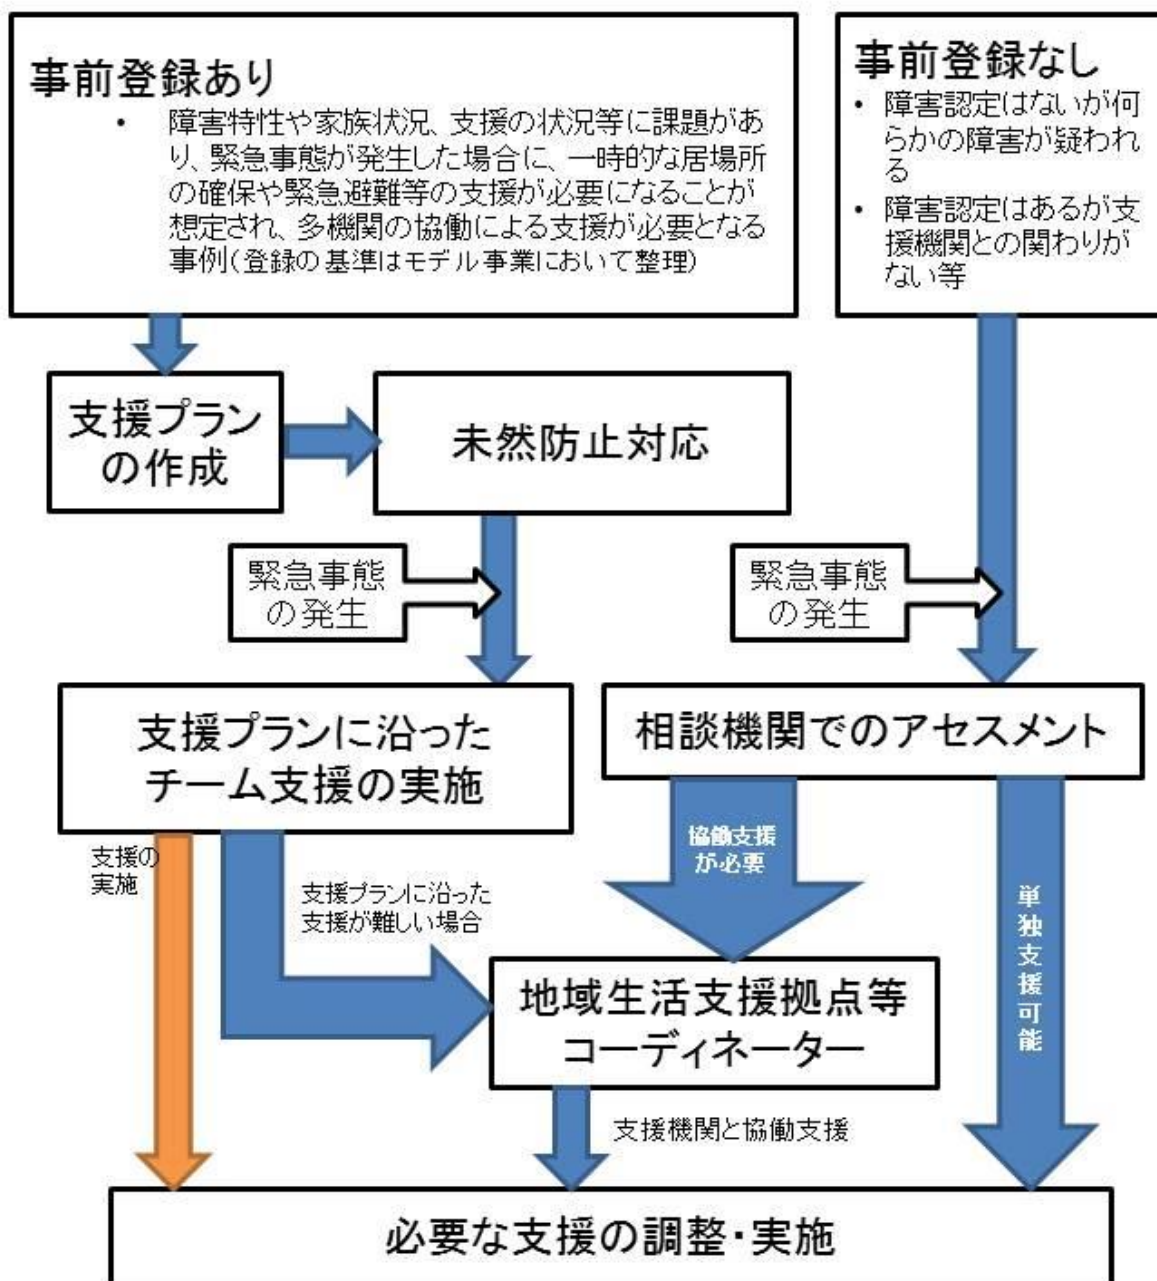 事前登録あり
• 障害特性や家族状況、支援の状況等に課題があ
り、緊急事態が発生した場合に、一時的な居場所
の確保や緊急避難等の支援が必要になることが
想定され、多機関の協働による支援が必要となる
事例(登録の基準はモデル事業において整理)
事前登録なし
• 障害認定はないが何
らかの障害が疑われ
る
• 障害認定はあるが支
援機関との関わりが
ない等
支援プラン
の作成
未然防止対応
緊急事態
の発生
緊急事態
の発生
支援プランに沿った
チーム支援の実施
相談機関でのアセスメント
支援の
実施
支援プランに沿った
支援が難しい場合
協働支援
が必要
単独支援可能
地域生活支援拠点等
コーディネーター
支援機関と協働支援
必要な支援の調整・実施